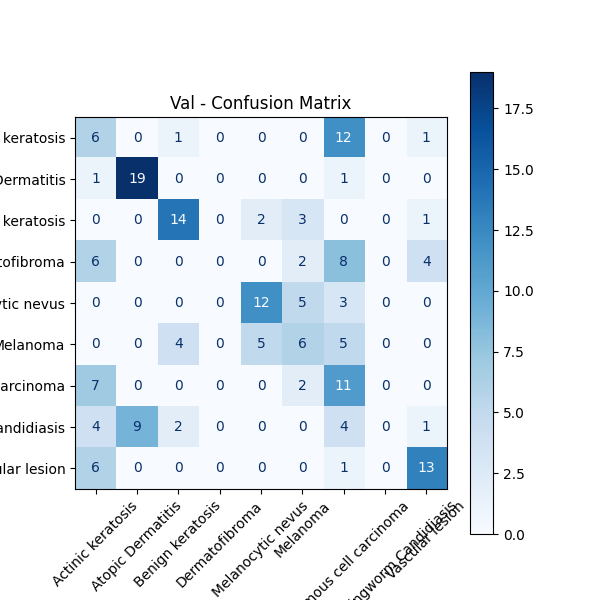 Val - Confusion Matrix
keratosis 6 0 1 0 0 0 12 0 1
Dermatitis 1 19 0 0 0 0 1 0 0
keratosis 0 0 14 0 2 3 0 0 1
tofibroma 6 0 0 0 0 2 8 0 4
tic nevus 0 0 0 0 12 5 3 0 0
Melanoma 0 0 4 0 5 6 5 0 0
arcinoma 7 0 0 0 0 2 11 0 0
andidiasis 4 9 2 0 0 0 4 0 1
ular lesion 6 0 0 0 0 0 1 0 13
Actinic keratosis
Atopic Dermatitis
Benign keratosis
Dermatofibroma
Melanocytic nevus
Melanoma
mous cell carcinoma
ngworm Candidiasis
Vascular lesion
17.5
15.0
12.5
10.0
7.5
5.0
2.5
0.0